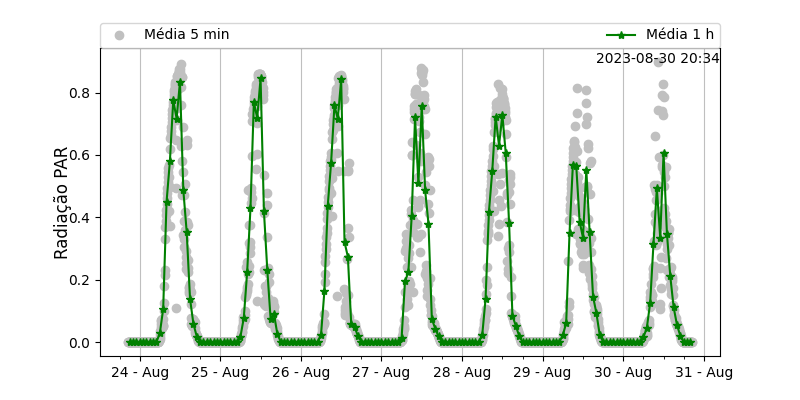 Média 5 min
Média 1 h
2023-08-30 20:34
Radiação PAR
0.8
0.6
0.4
0.2
0.0
24 - Aug
25 - Aug
26 - Aug
27 - Aug
28 - Aug
29 - Aug
30 - Aug
31 - Aug